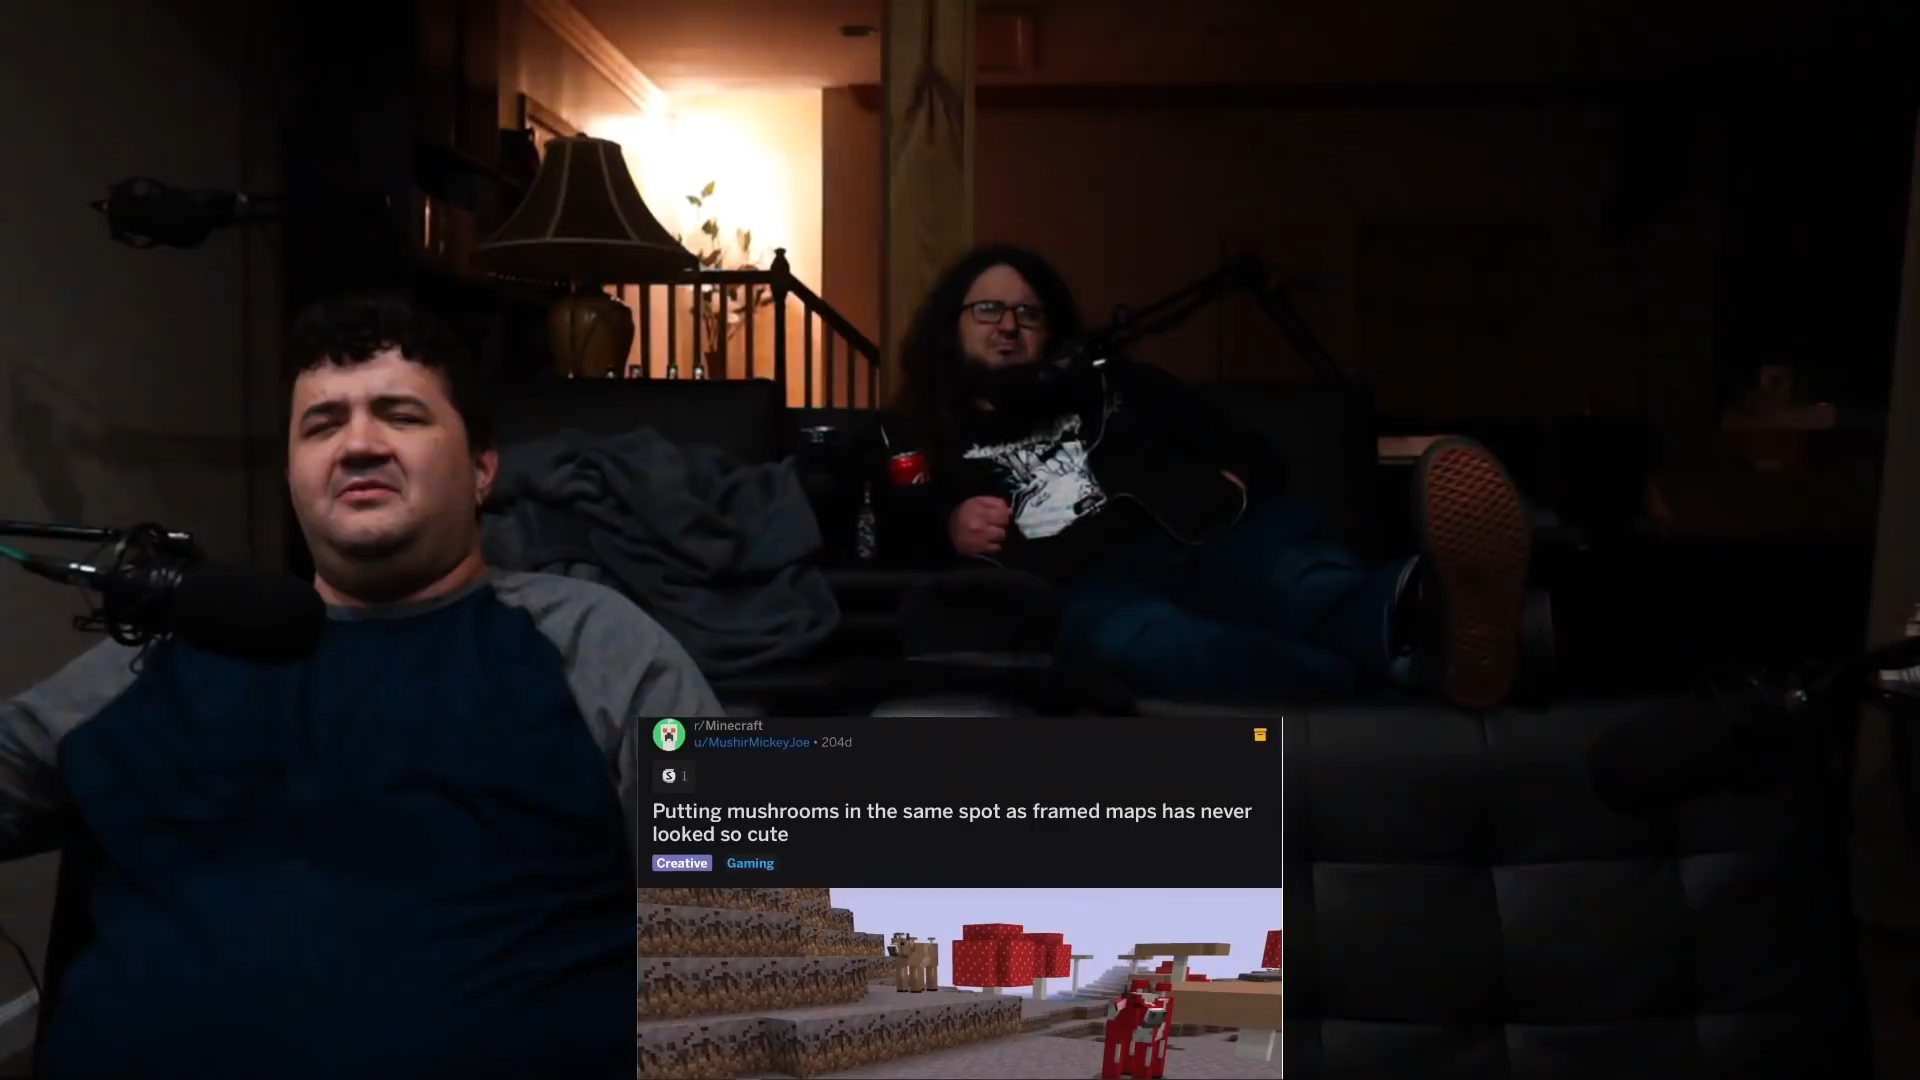 r/Minecraft
u/MushirMickeyJoe • 204d
1
Putting mushrooms in the same spot as framed maps has never
looked so cute
Creative Gaming